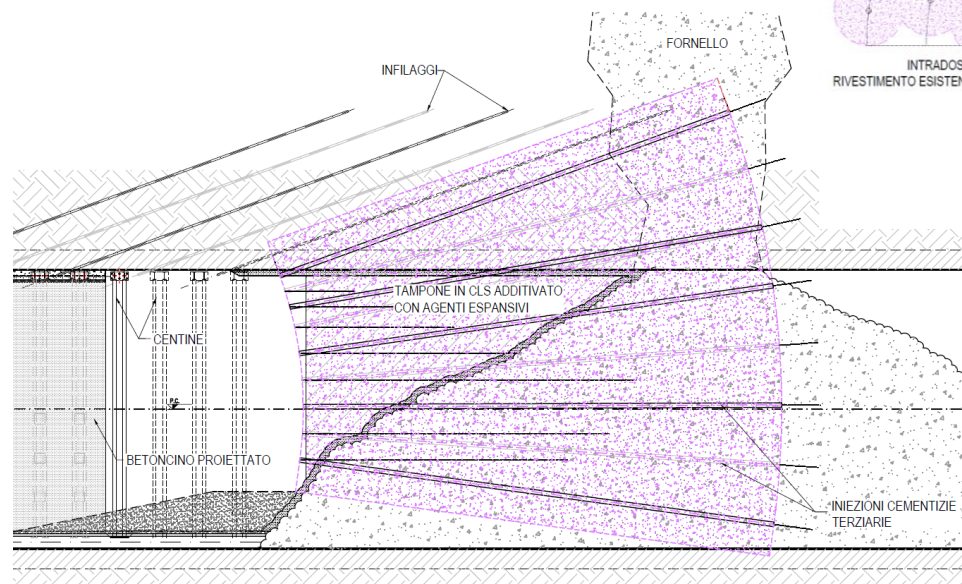 FORNELLO
INFILAGGI
INTRADOS
RIVESTIMENTO ESISTEN
TAMPONE IN CLS ADDITIVATO
CON AGENTI ESPANSIVI
CENTINE
P.C.
BETONCINO PROIETTATO
INIEZIONI CEMENTIZIE
TERZIARIE